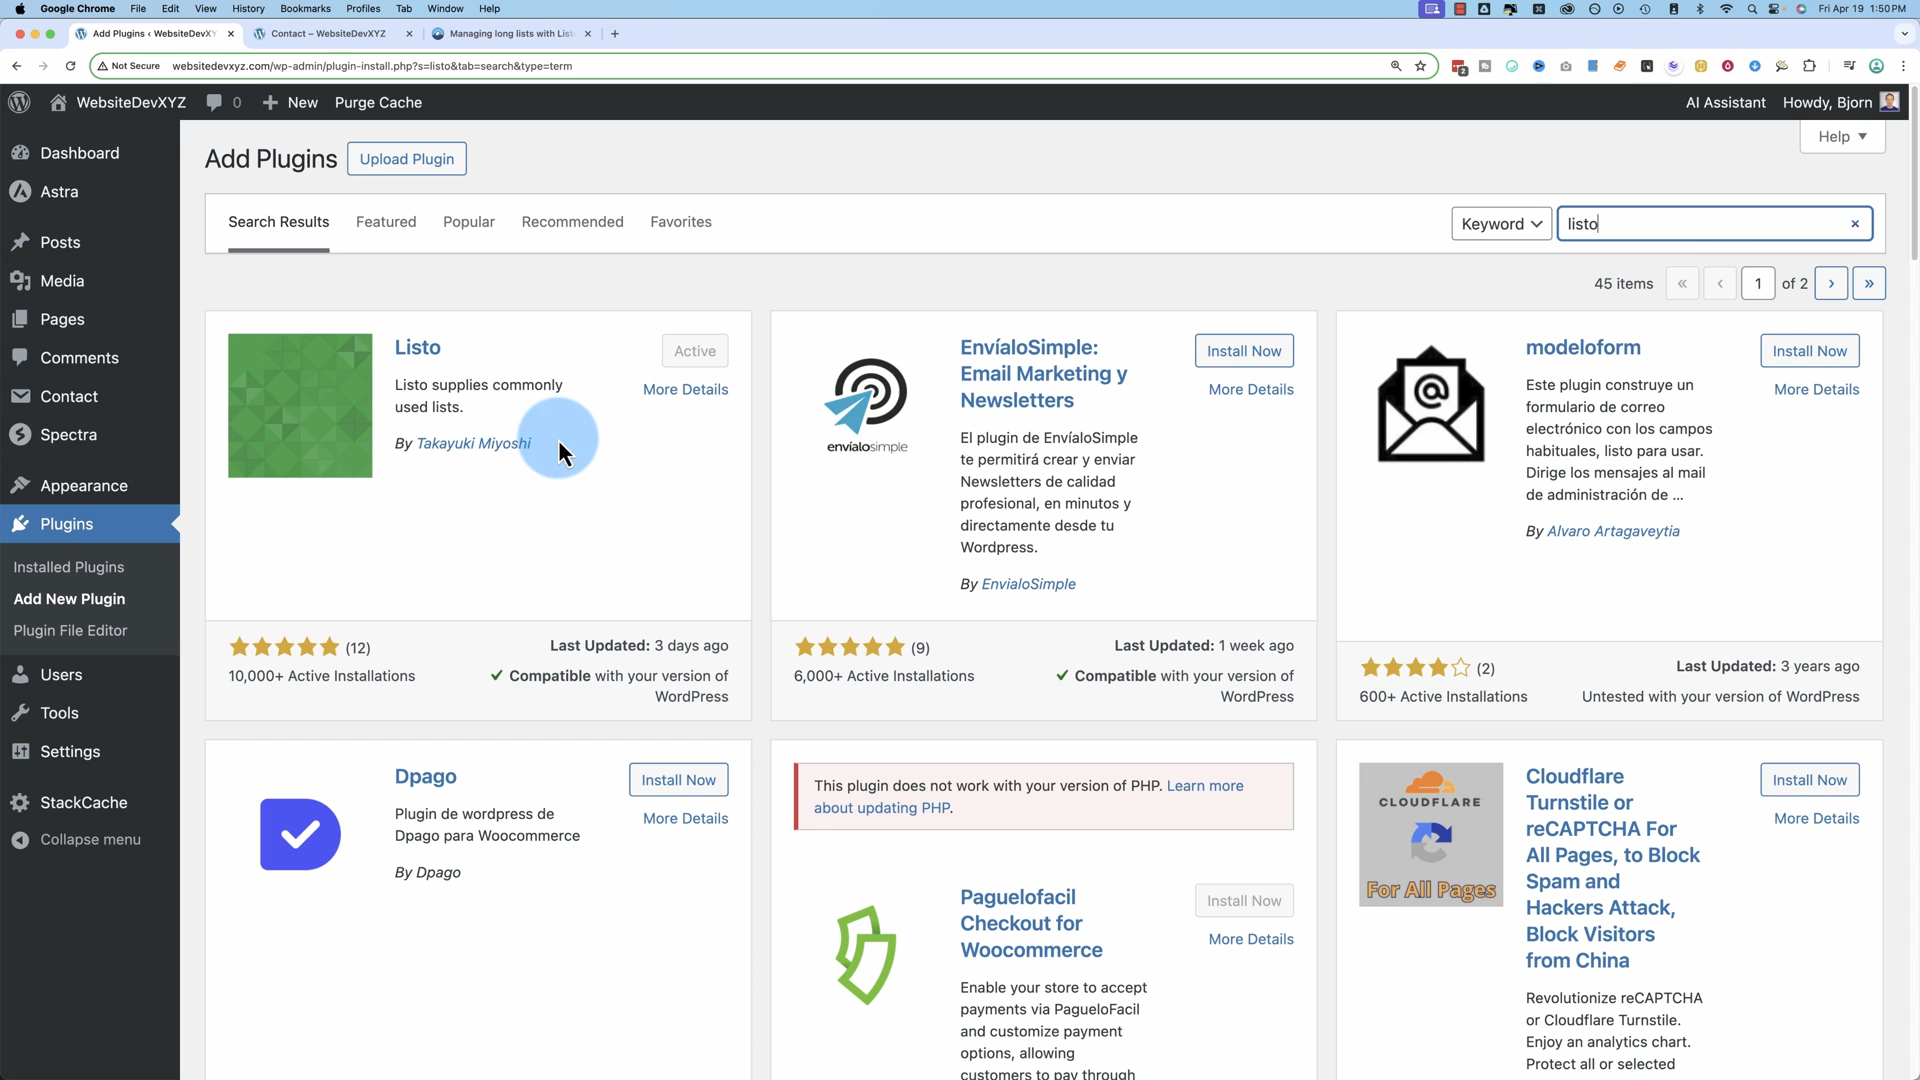 Google Chrome File Edit View History Bookmarks Profiles Tab Window Help
Fri Apr 19 1:50PM
Add Plugins ‹ WebsiteDevXY
Contact – WebsiteDevXYZ
Managing long lists with List
Not Secure websitedevxyz.com/wp-admin/plugin-install.php?s=listo&tab=search&type=term
2
WebsiteDevXYZ 0 New Purge Cache
AI Assistant Howdy, Bjorn
Dashboard
Astra
Posts
Media
Pages
Comments
Contact
Spectra
Appearance
Plugins
Installed Plugins
Add New Plugin
Plugin File Editor
Users
Tools
Settings
StackCache
Collapse menu
Help
Add Plugins
Upload Plugin
Search Results Featured Popular Recommended Favorites
Keyword
listo
45 items « ‹ 1 of 2 › »
Listo
Active
More Details
Listo supplies commonly
used lists.
By Takayuki Miyoshi
(12)
10,000+ Active Installations
Last Updated: 3 days ago
Compatible with your version of
WordPress
envíalosimple
EnvíaloSimple:
Email Marketing y
Newsletters
Install Now
More Details
El plugin de EnvíaloSimple
te permitirá crear y enviar
Newsletters de calidad
profesional, en minutos y
directamente desde tu
Wordpress.
By EnvialoSimple
(9)
6,000+ Active Installations
Last Updated: 1 week ago
Compatible with your version of
WordPress
@
modeloform
Install Now
More Details
Este plugin construye un
formulario de correo
electrónico con los campos
habituales, listo para usar.
Dirige los mensajes al mail
de administración de ...
By Alvaro Artagaveytia
(2)
600+ Active Installations
Last Updated: 3 years ago
Untested with your version of WordPress
Dpago
Install Now
More Details
Plugin de wordpress de
Dpago para Woocommerce
By Dpago
This plugin does not work with your version of PHP. Learn more
about updating PHP.
Paguelofacil
Checkout for
Woocommerce
Install Now
More Details
Enable your store to accept
payments via PagueloFacil
and customize payment
options, allowing
customers to pay through
CLOUDFLARE
For All Pages
Cloudflare
Turnstile or
reCAPTCHA For
All Pages, to Block
Spam and
Hackers Attack,
Block Visitors
from China
Install Now
More Details
Revolutionize reCAPTCHA
or Cloudflare Turnstile.
Enjoy an analytics chart.
Protect all or selected